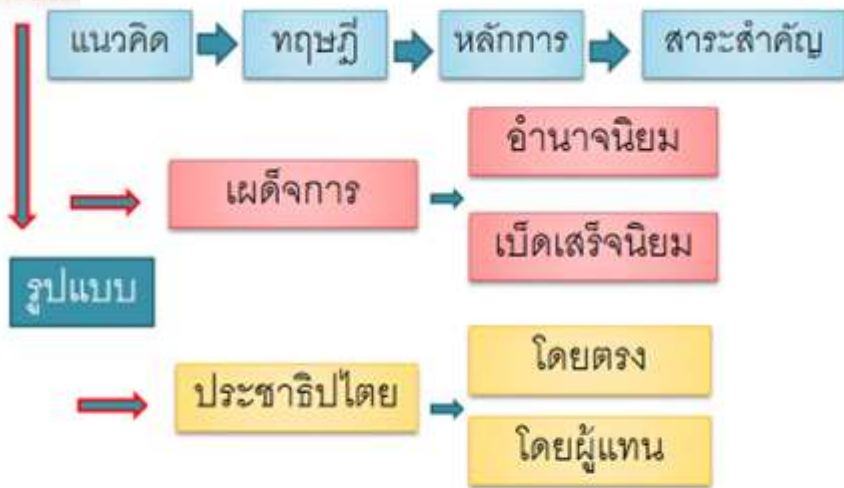 แนวคิด
ทฤษฎี
หลักการ
สาระสำคัญ
เผด็จการ
อำนาจนิยม
เบ็ดเสร็จนิยม
รูปแบบ
ประชาธิปไตย
โดยตรง
โดยผู้แทน